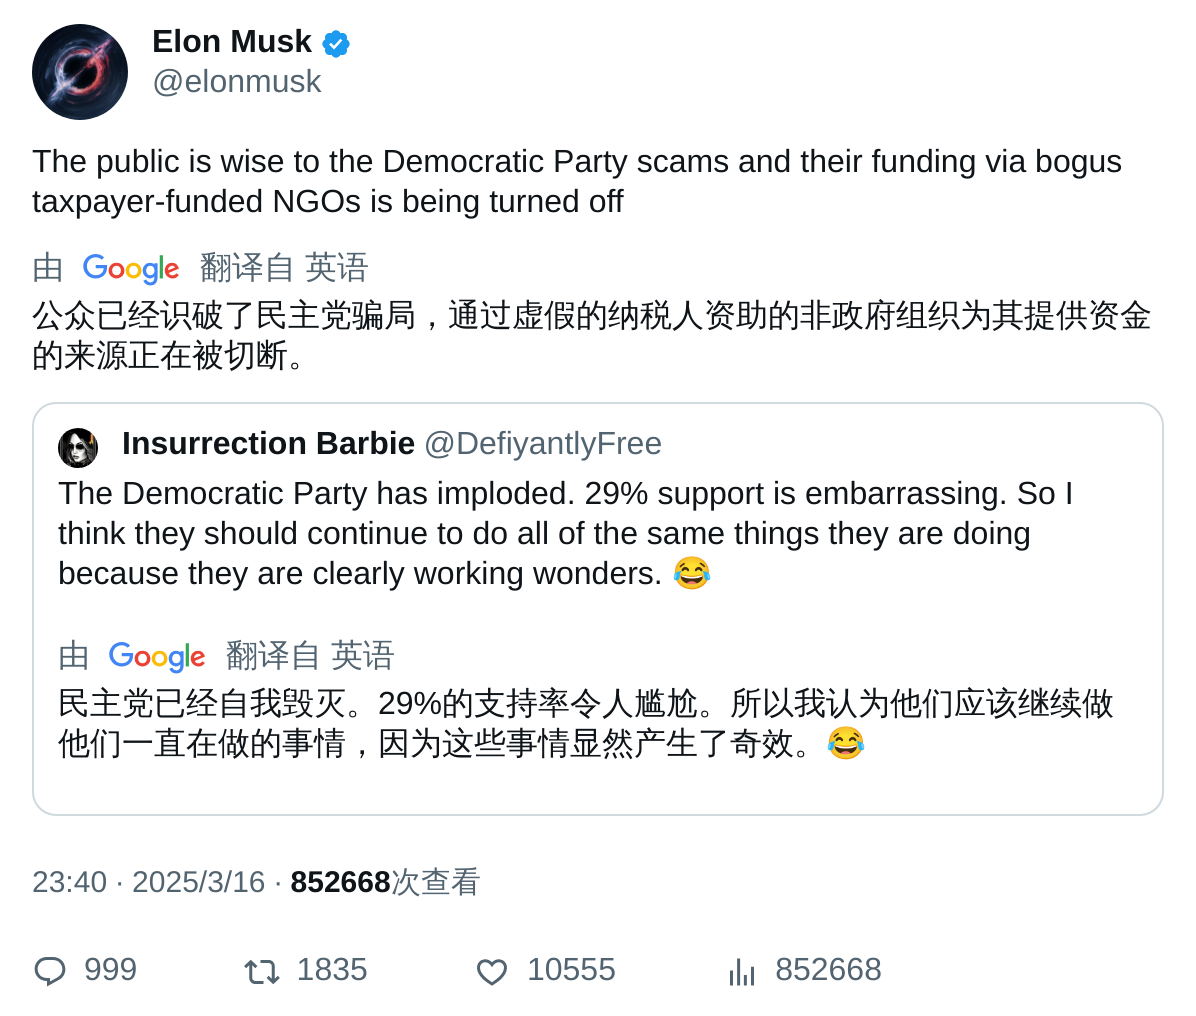 Elon Musk
@elonmusk
The public is wise to the Democratic Party scams and their funding via bogus
taxpayer-funded NGOs is being turned off
由 Google 翻译自 英语
公众已经识破了民主党骗局，通过虚假的纳税人资助的非政府组织为其提供资金
的来源正在被切断。
Insurrection Barbie @DefiyantlyFree
The Democratic Party has imploded. 29% support is embarrassing. So I
think they should continue to do all of the same things they are doing
because they are clearly working wonders. 😂
由 Google 翻译自 英语
民主党已经自我毁灭。29%的支持率令人尴尬。所以我认为他们应该继续做
他们一直在做的事情，因为这些事情显然产生了奇效。😂
23:40 · 2025/3/16 · 852668次查看
999 1835 10555 852668